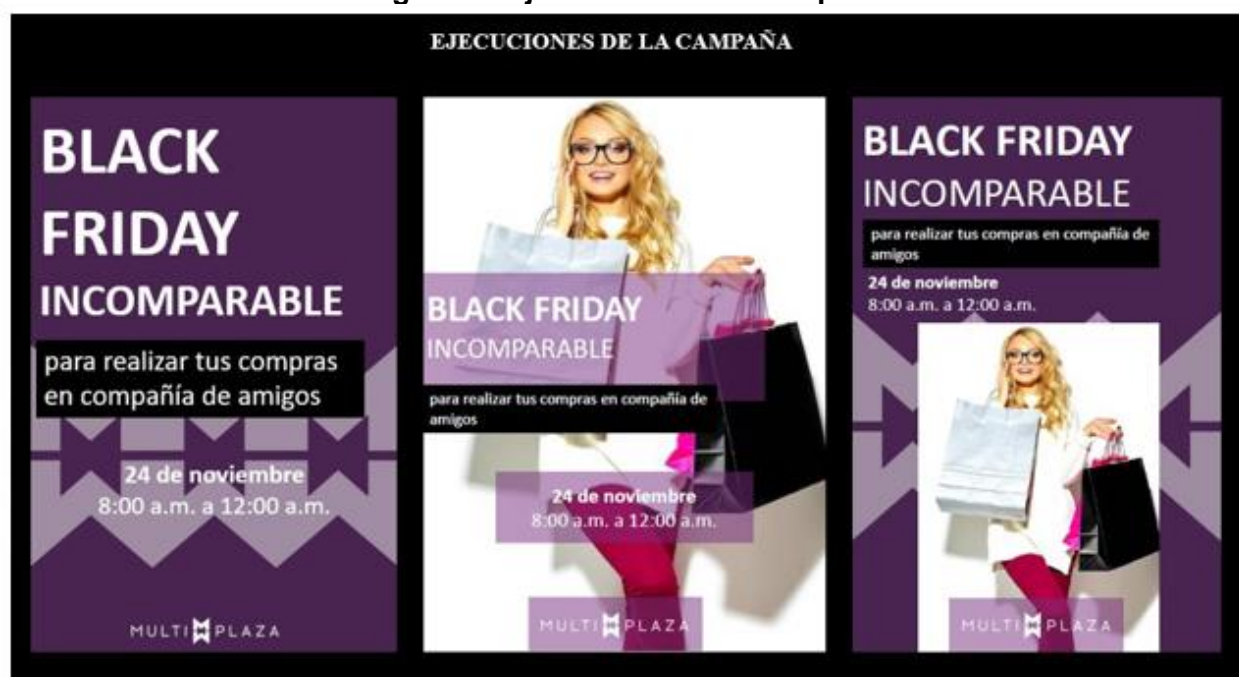 EJECUCIONES DE LA CAMPAÑA
BLACK
FRIDAY
INCOMPARABLE
para realizar tus compras
en compañía de amigos
24 de noviembre
8:00 a.m. a 12:00 a.m.
MULTI PLAZA
BLACK FRIDAY
INCOMPARABLE
para realizar tus compras en compañía de
amigos
24 de noviembre
8:00 a.m. a 12:00 a.m.
MULTI PLAZA
BLACK FRIDAY
INCOMPARABLE
para realizar tus compras en compañía de
amigos
24 de noviembre
8:00 a.m. a 12:00 a.m.
MULTI PLAZA